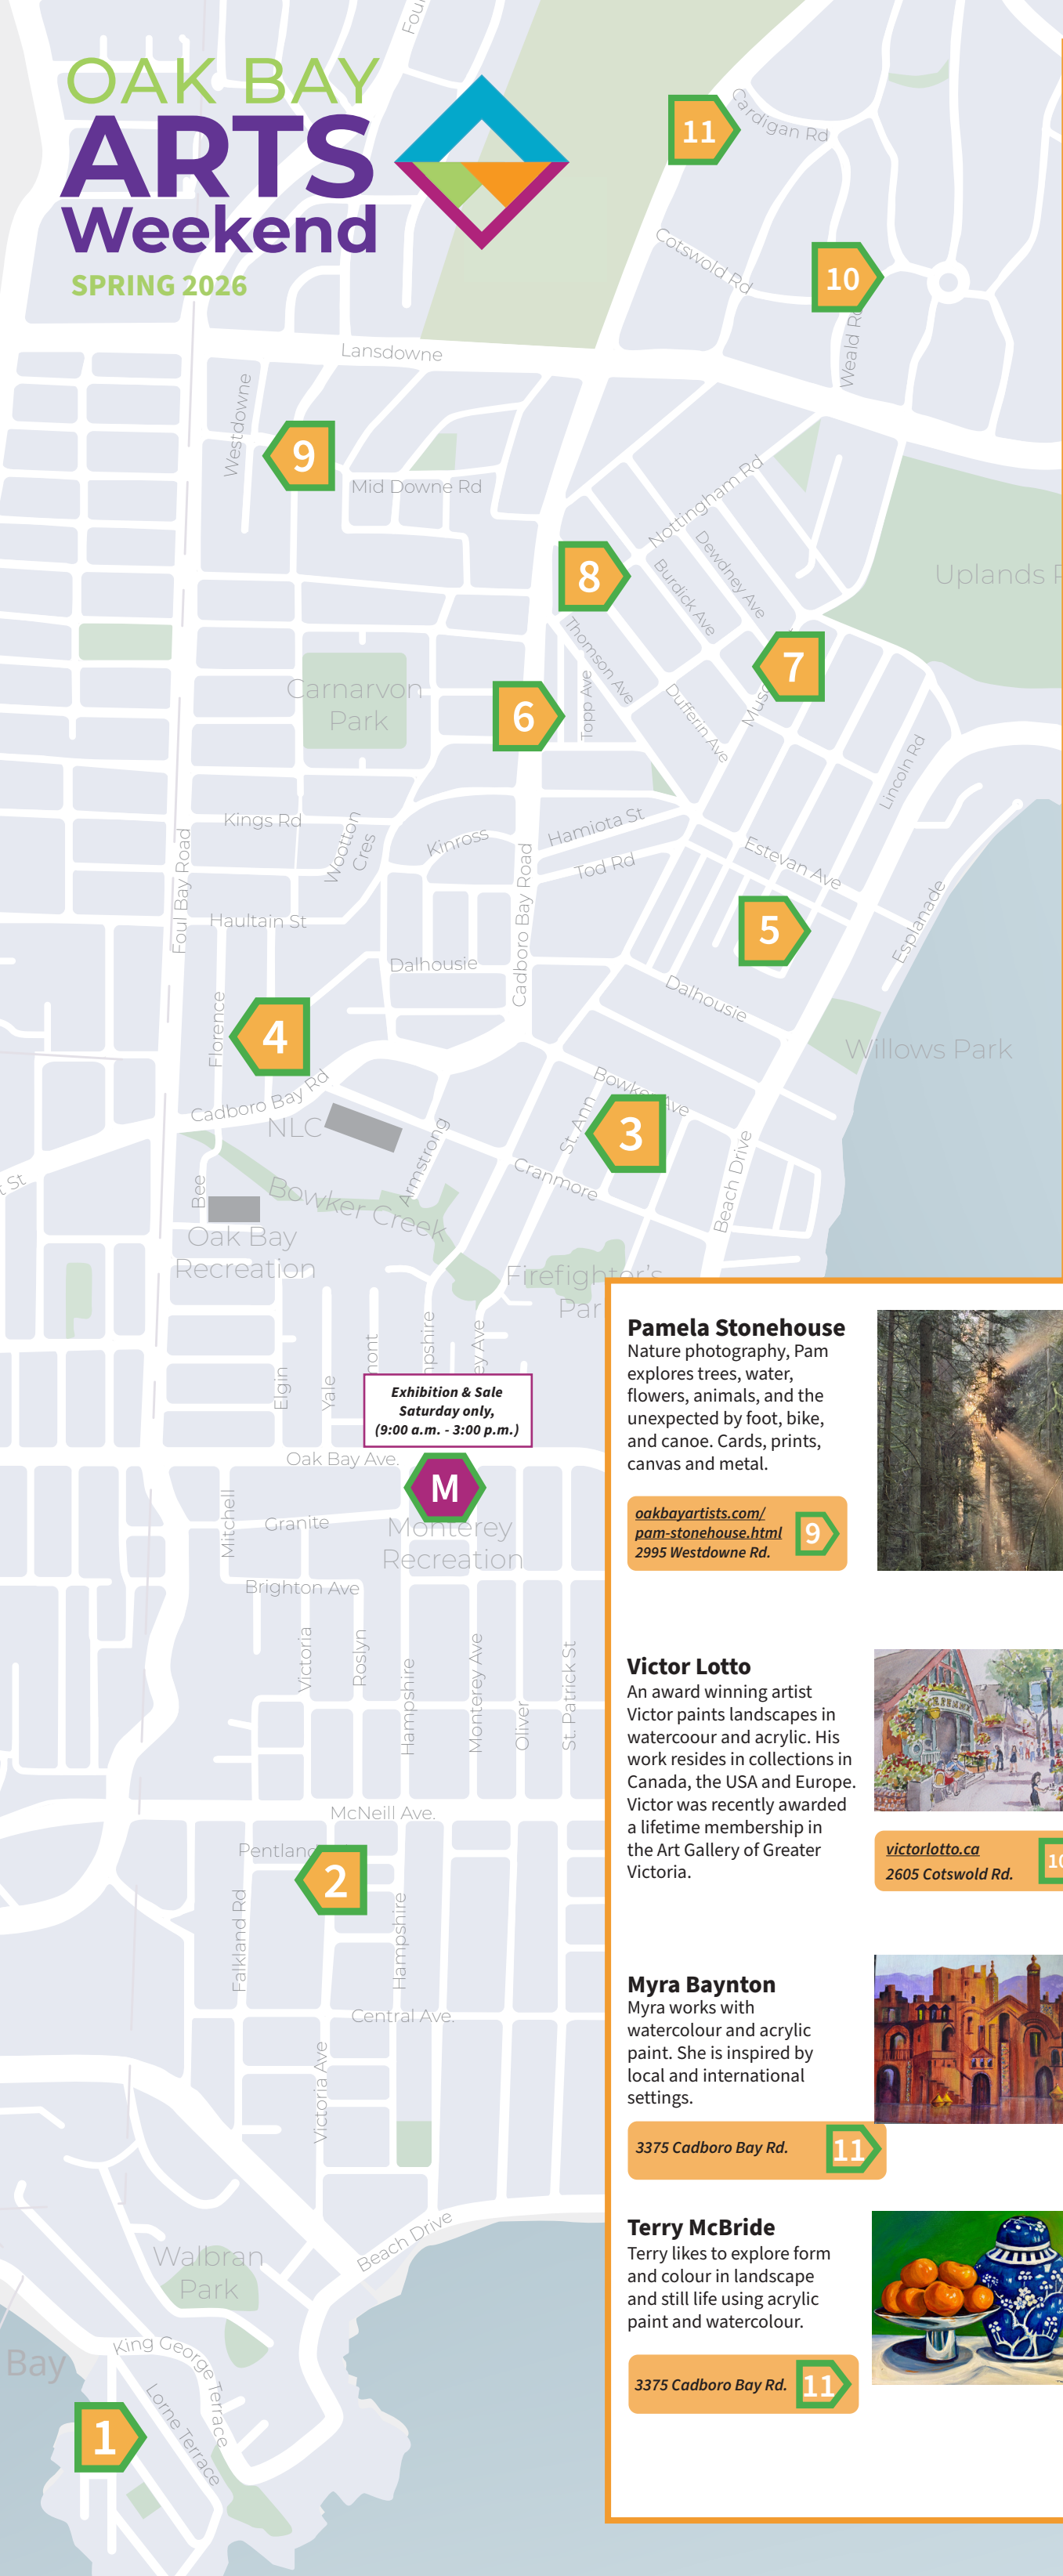 OAK BAY
ARTS
Weekend
SPRING 2026
11
Cardigan Rd
Cotswold Rd
10
Weald Rd
Lansdowne
Westdowne
9
Mid Downe Rd
Nottingham Rd
Dewdney Ave
Burdick Ave
8
Uplands
Thomson Ave
7
Carnarvon
Park
6
Topp Ave
Dufferin Ave
Lincoln Rd
Kings Rd
Wootton
Cres
Kinross
Hamiota St
Tod Rd
Estevan Ave
Foul Bay Road
Cadboro Bay Road
Haultain St
5
Esplanade
Dalhousie
Dalhousie
Florence
4
Willows Park
Cadboro Bay Rd
NLC
Bowker Ave
St. Ann
3
Armstrong
Cranmore
Beach Drive
Bee
Bowker Creek
Oak Bay
Recreation
Firefighter's
Elgin
Yale
Exhibition & Sale
Saturday only,
(9:00 a.m. - 3:00 p.m.)
Oak Bay Ave.
M
Mitchell
Granite
Monterey
Recreation
Brighton Ave
Victoria
Roslyn
Hampshire
Monterey Ave
Oliver
St. Patrick St
McNeill Ave.
2
Falkland Rd
Hampshire
Central Ave.
Victoria Ave
Beach Drive
Walbran
Park
Bay
King George Terrace
Lorne Terrace
1
Pamela Stonehouse
Nature photography, Pam
explores trees, water,
flowers, animals, and the
unexpected by foot, bike,
and canoe. Cards, prints,
canvas and metal.
oakbayartists.com/
pam-stonehouse.html
2995 Westdowne Rd.
9
Victor Lotto
An award winning artist
Victor paints landscapes in
watercoour and acrylic. His
work resides in collections in
Canada, the USA and Europe.
Victor was recently awarded
a lifetime membership in
the Art Gallery of Greater
Victoria.
victorlotto.ca
2605 Cotswold Rd.
10
Myra Baynton
Myra works with
watercolour and acrylic
paint. She is inspired by
local and international
settings.
3375 Cadboro Bay Rd.
11
Terry McBride
Terry likes to explore form
and colour in landscape
and still life using acrylic
paint and watercolour.
3375 Cadboro Bay Rd.
11